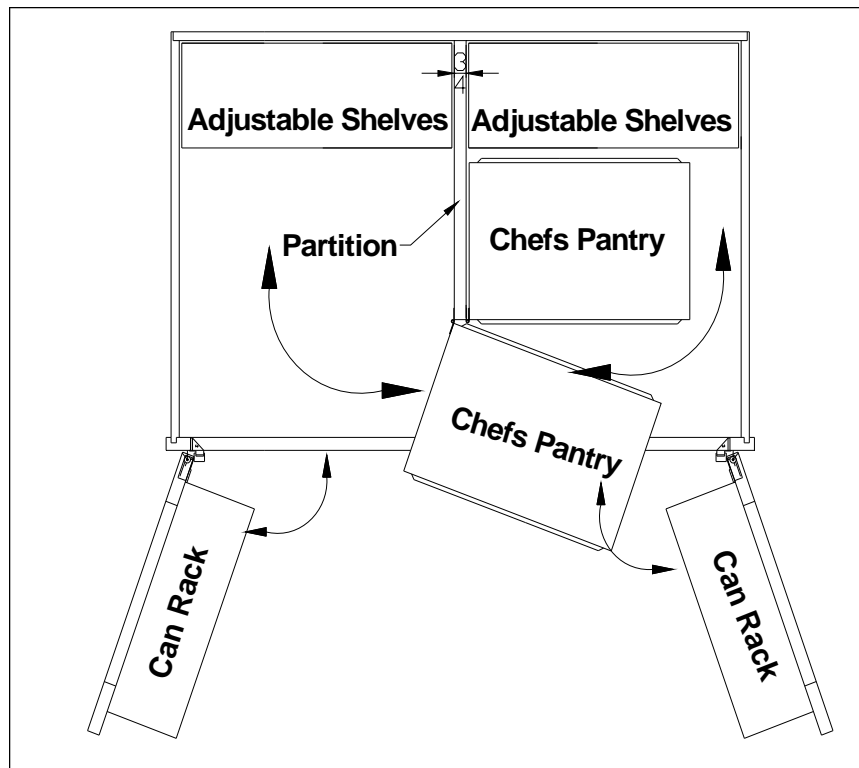 3
4
Adjustable Shelves
Adjustable Shelves
Partition
Chefs Pantry
Chefs Pantry
Can Rack
Can Rack